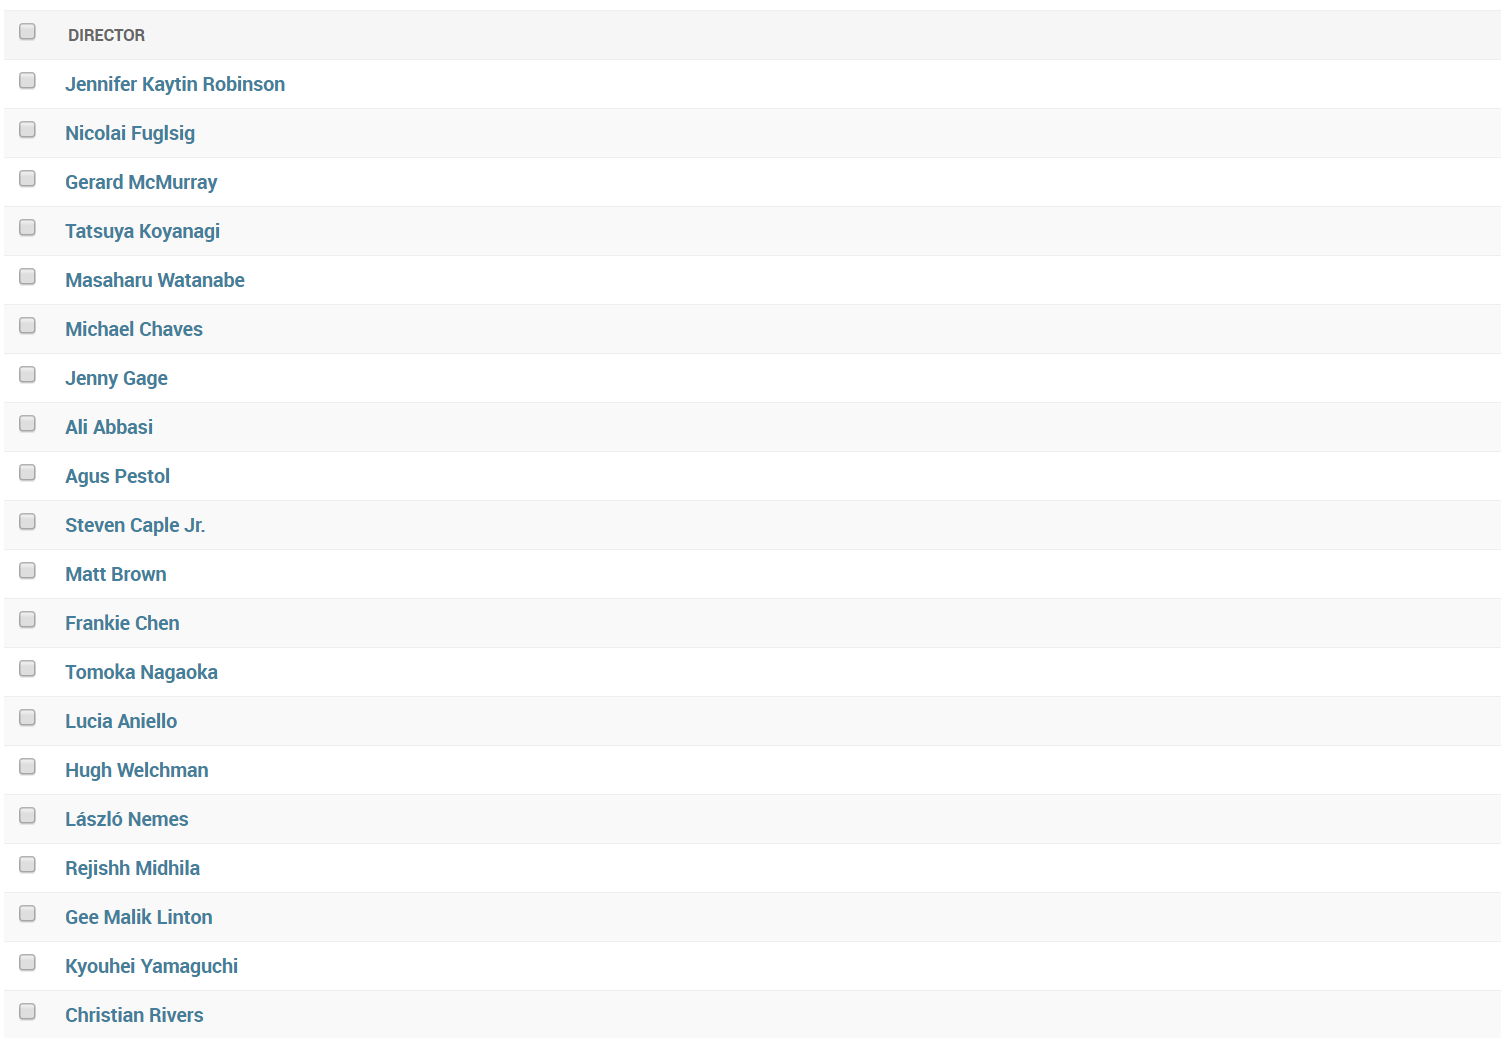 DIRECTOR
Jennifer Kaytin Robinson
Nicolai Fuglsig
Gerard McMurray
Tatsuya Koyanagi
Masaharu Watanabe
Michael Chaves
Jenny Gage
Ali Abbasi
Agus Pestol
Steven Caple Jr.
Matt Brown
Frankie Chen
Tomoka Nagaoka
Lucia Aniello
Hugh Welchman
László Nemes
Rejishh Midhila
Gee Malik Linton
Kyouhei Yamaguchi
Christian Rivers